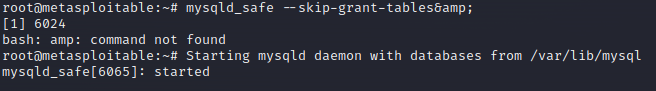 root@metasploitable:~# mysqld_safe --skip-grant-tables&amp;
[1] 6024
bash: amp: command not found
root@metasploitable:~# Starting mysqld daemon with databases from /var/lib/mysql
mysqld_safe[6065]: started